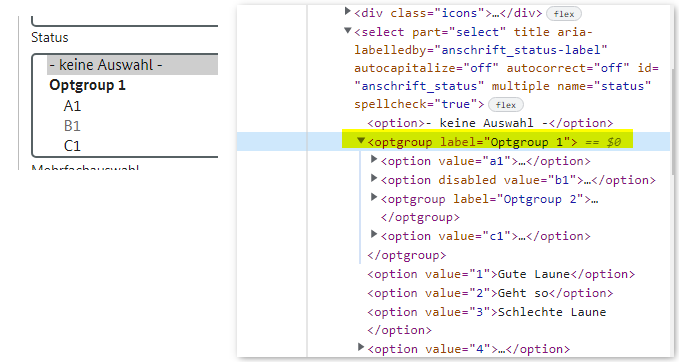 Status
- keine Auswahl -
Optgroup 1
A1
B1
C1
Mehrfachauswahl
<div class="icons">…</div> flex
<select part="select" title aria-
labelledby="anschrift_status-label"
autocapitalize="off" autocorrect="off" id=
"anschrift_status" multiple name="status"
spellcheck="true"> flex
<option>- keine Auswahl -</option>
<optgroup label="Optgroup 1"> == $0
<option value="a1">…</option>
<option disabled value="b1">…</option>
<optgroup label="Optgroup 2">…
</optgroup>
<option value="c1">…</option>
</optgroup>
<option value="1">Gute Laune</option>
<option value="2">Geht so</option>
<option value="3">Schlechte Laune
</option>
<option value="4">…</option>